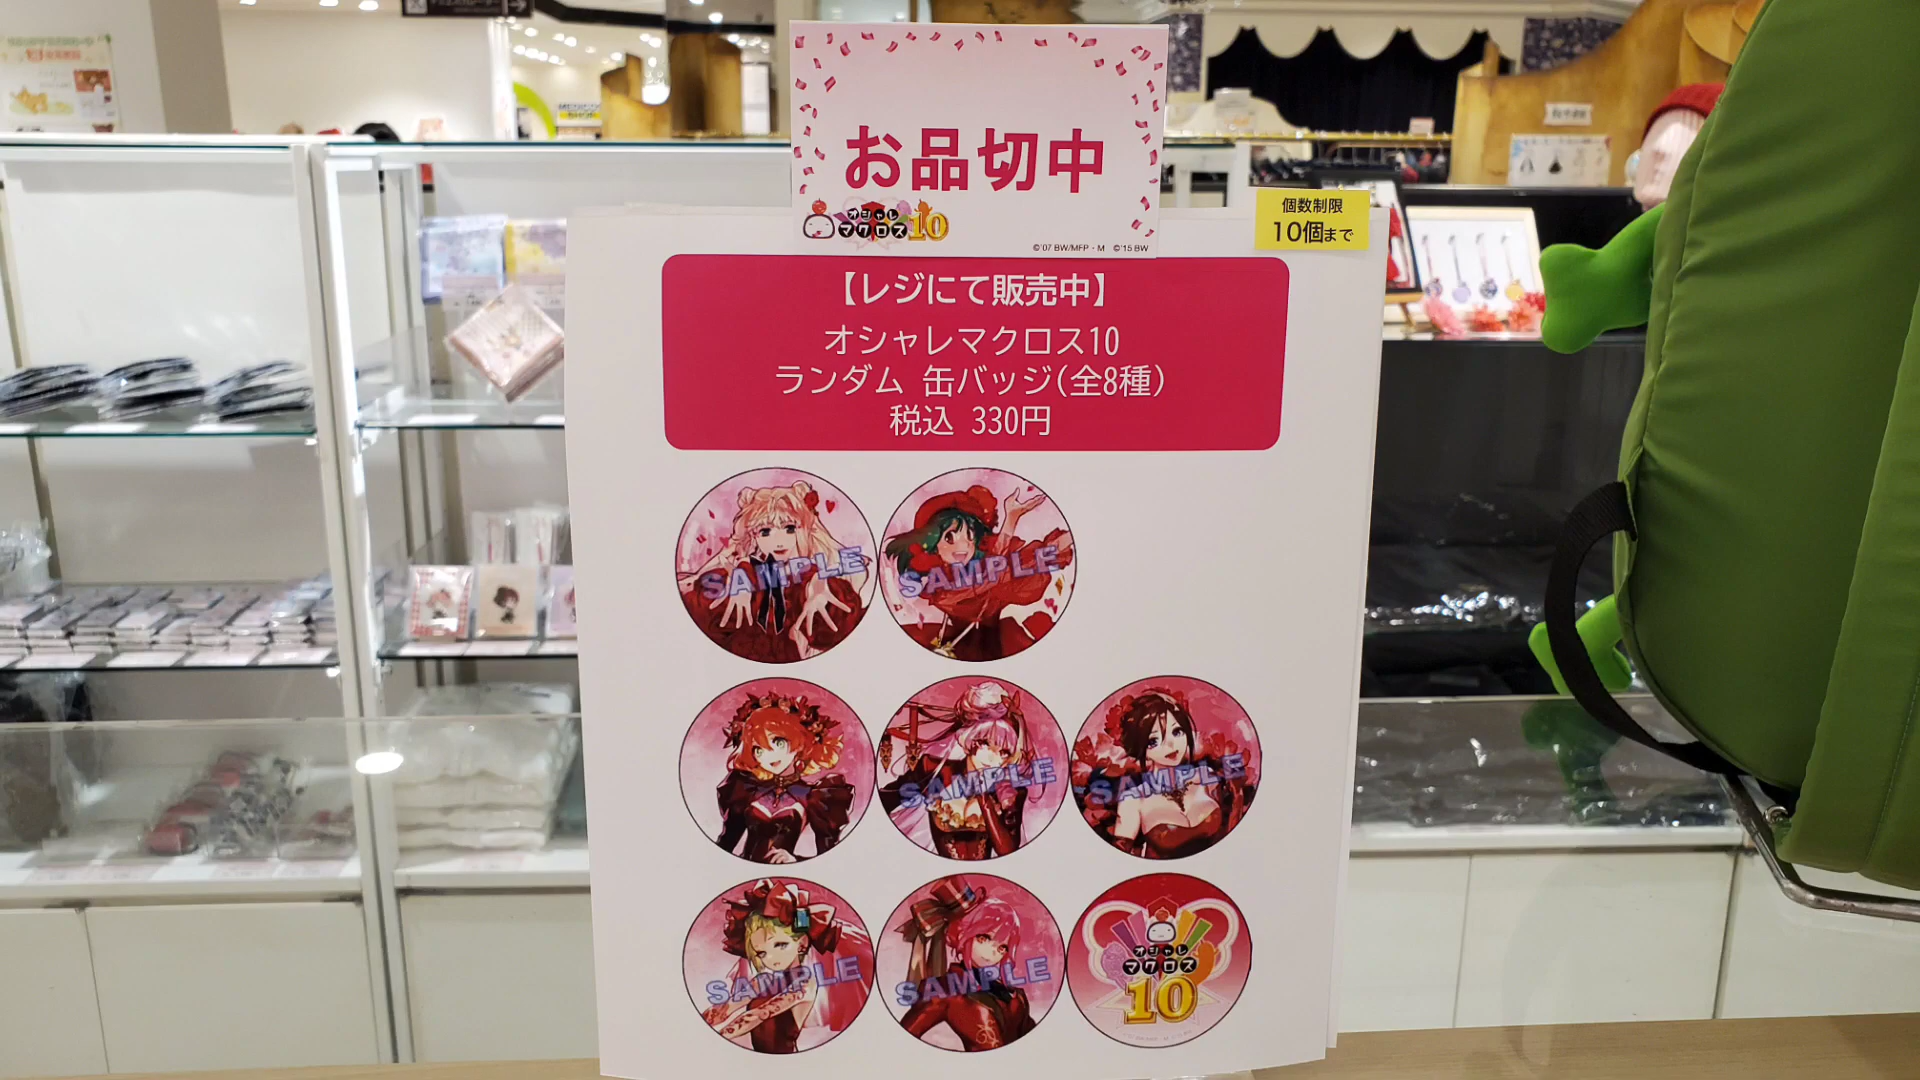 お品切中
オシャレ
マクロス10
©'07 BW/MFP・M ©'15 BW
個数制限
10個まで
【レジにて販売中】
オシャレマクロス10
ランダム 缶バッジ(全8種)
税込 330円
SAMPLE
SAMPLE
SAMPLE
SAMPLE
SAMPLE
SAMPLE
オシャレ
マクロス
10